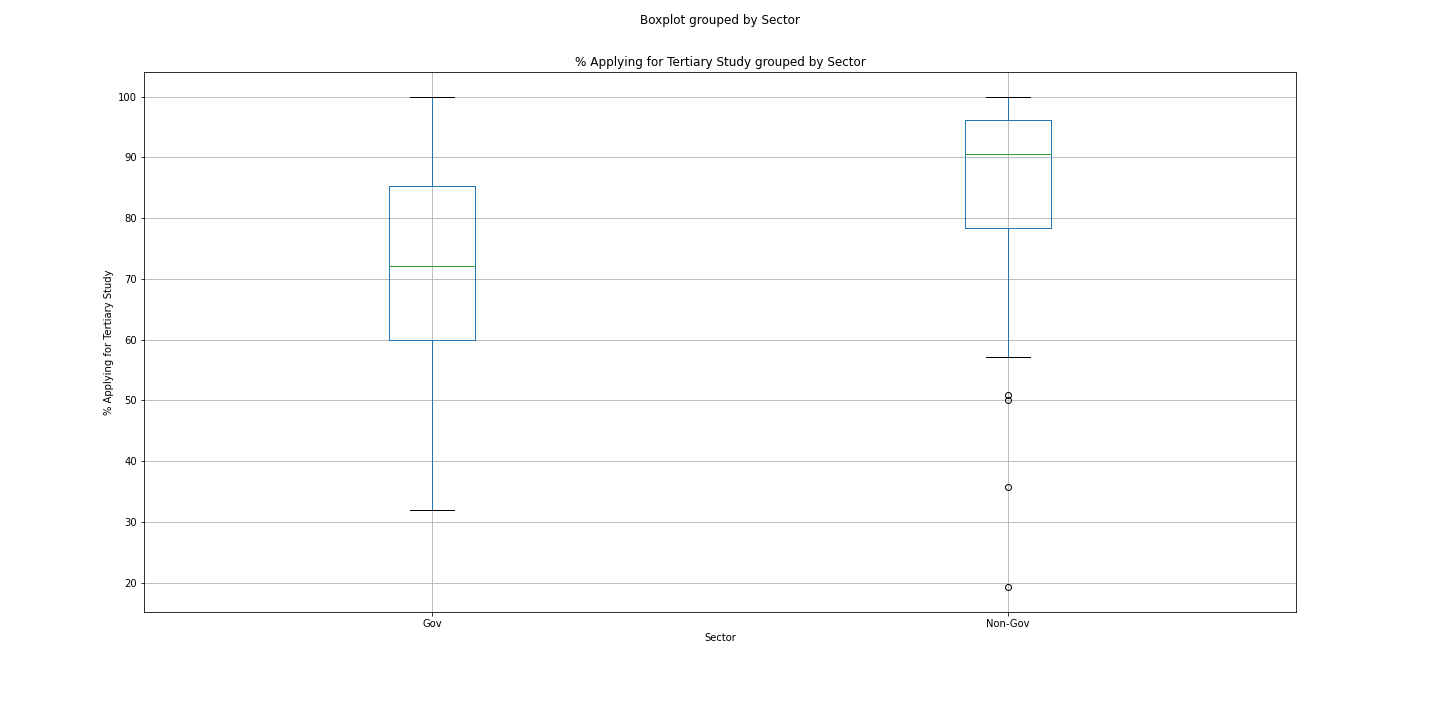 Boxplot grouped by Sector
% Applying for Tertiary Study grouped by Sector
100
90
80
70
60
50
40
30
20
% Applying for Tertiary Study
Gov
Non-Gov
Sector